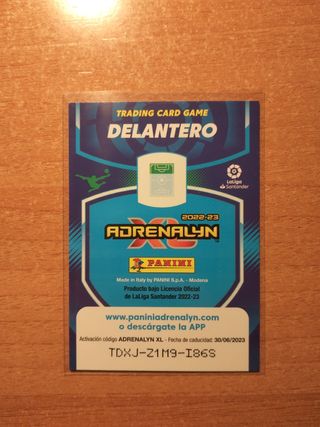 TRADING CARD GAME
DELANTERO
LaLiga
Santander
2022-23
ADRENALYN
XL
PANINI
Made in Italy by PANINI S.p.A. - Modena
Producto bajo Licencia Oficial
de LaLiga Santander 2022-23
www.paniniadrenalyn.com
o descárgate la APP
Activación código ADRENALYN XL - Fecha de caducidad: 30/06/2023
TDXJ-Z1M9-I86S